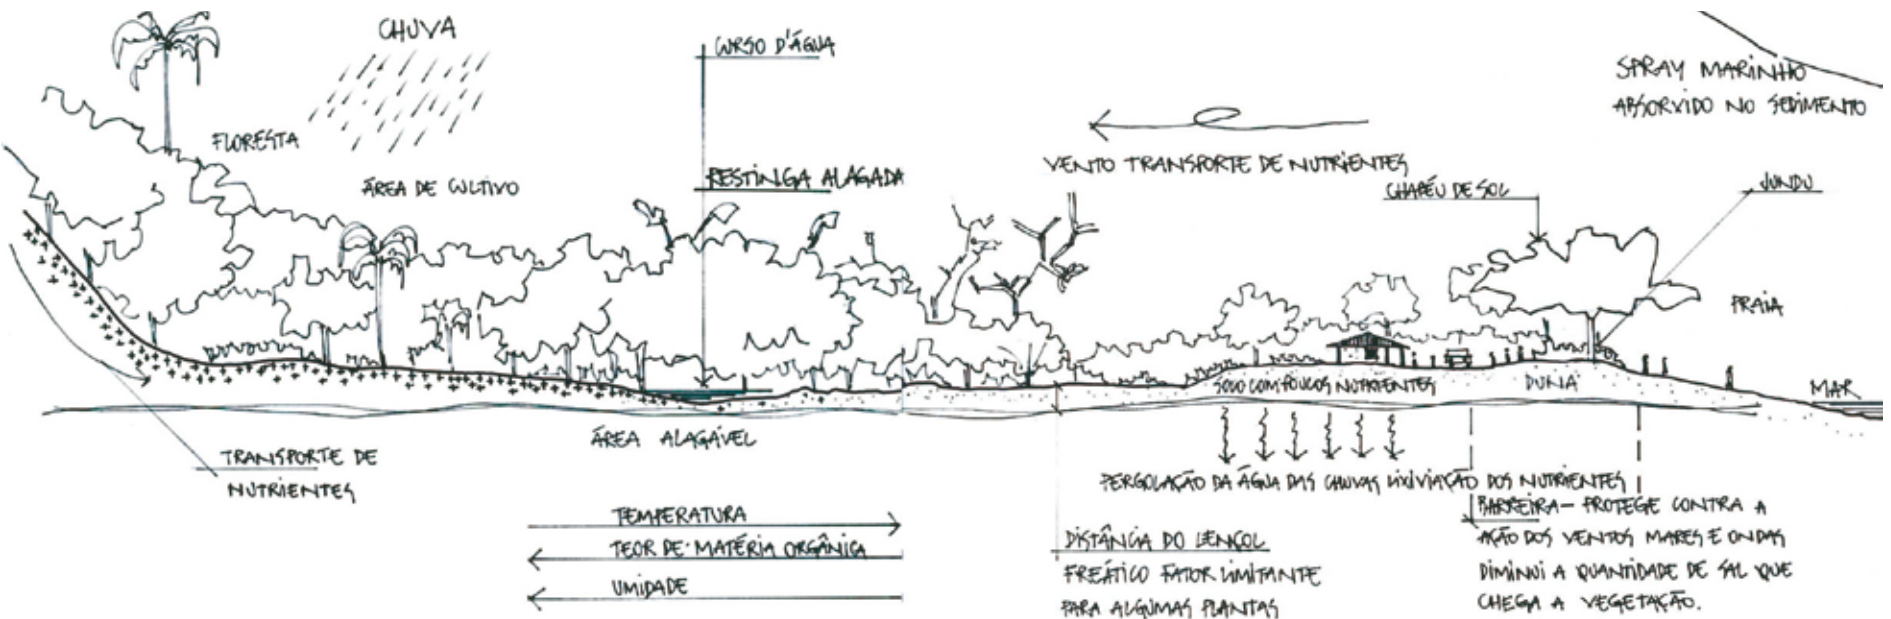 CHUVA
CURSO D'ÁGUA
SPRAY MARINHO
ABSORVIDO NO SEDIMENTO
FLORESTA
VENTO TRANSPORTE DE NUTRIENTES
ÁREA DE CULTIVO
RESTINGA ALAGADA
CHAPÉU DE SOL
JUNDU
PRAIA
SOLO COM POUCOS NUTRIENTES
DUNA
MAR
ÁREA ALAGÁVEL
TRANSPORTE DE
NUTRIENTES
PERGOLAÇÃO DA ÁGUA DAS CHUVAS LIXIVIAÇÃO DOS NUTRIENTES
TEMPERATURA
TEOR DE MATÉRIA ORGÂNICA
UMIDADE
DISTÂNCIA DO LENÇOL
FREÁTICO FATOR LIMITANTE
PARA ALGUMAS PLANTAS
BARREIRA - PROTEGE CONTRA A
AÇÃO DOS VENTOS MARES E ONDAS
DIMINUI A QUANTIDADE DE SAL QUE
CHEGA A VEGETAÇÃO.